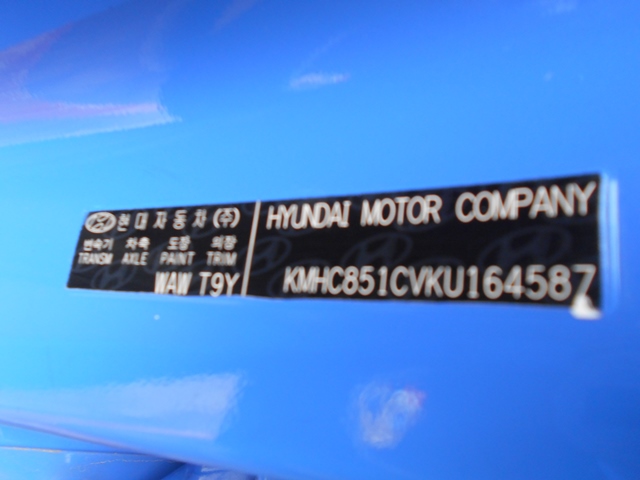 현대자동차(주)
변속기 차축 도장 의장
TRANSM AXLE PAINT TRIM
WAW T9Y
HYUNDAI MOTOR COMPANY
KMHC851CVKU164587